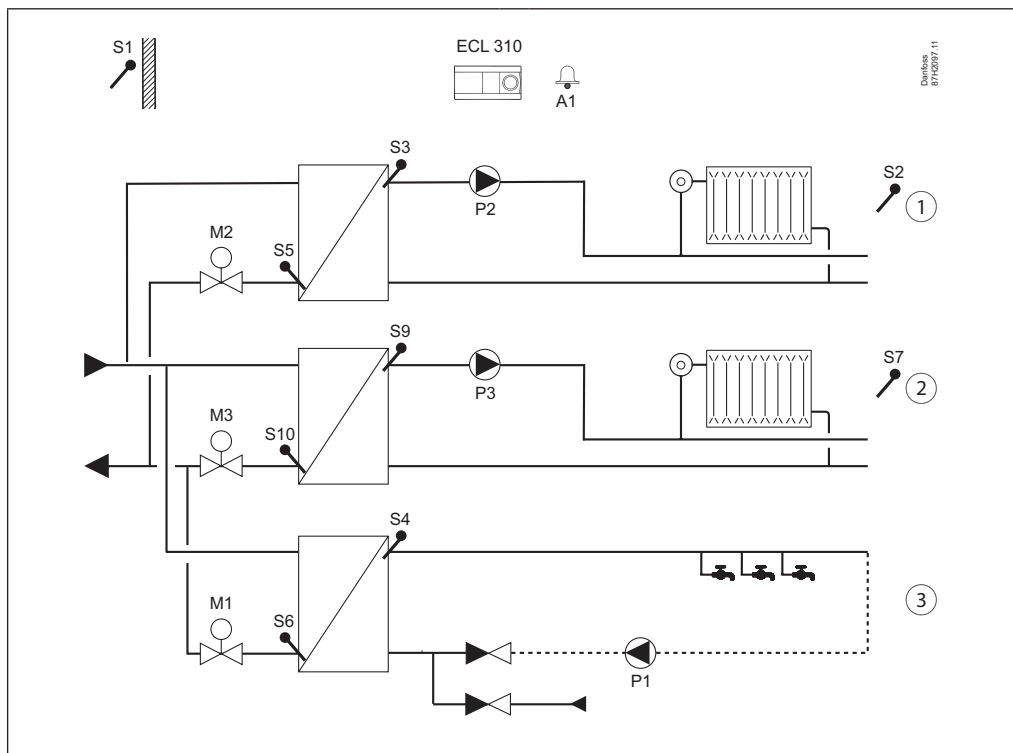 S1
ECL 310
A1
Danfoss
87H2097.11
S3
P2
S2
1
M2
S5
S9
P3
S7
2
M3
S10
S4
3
M1
S6
P1